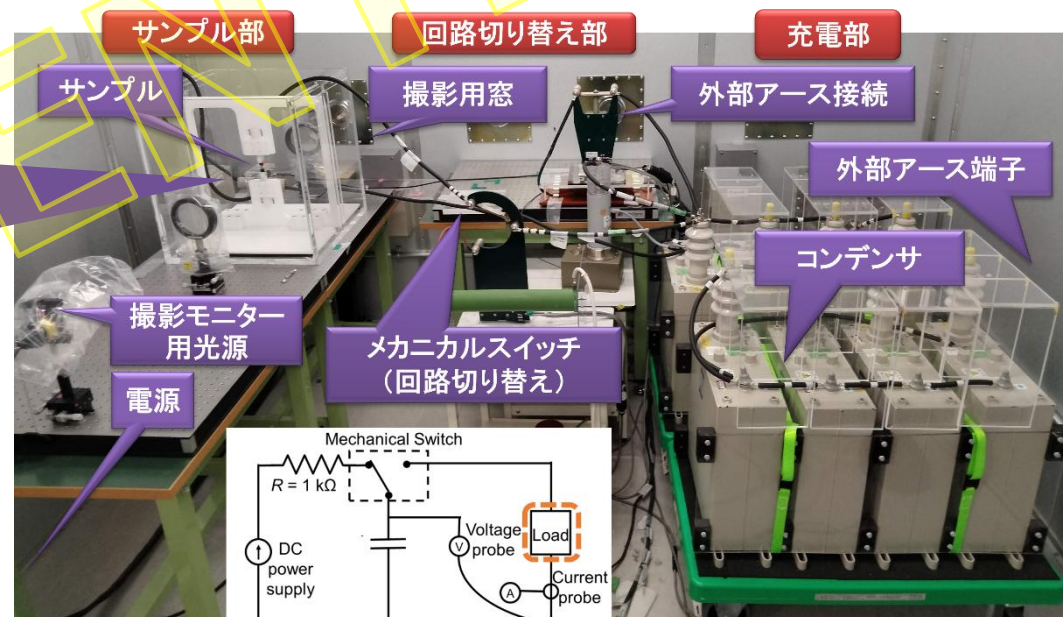 サンプル部
回路切り替え部
充電部
サンプル
撮影用窓
外部アース接続
外部アース端子
コンデンサ
撮影モニター
用光源
メカニカルスイッチ
（回路切り替え）
電源
Mechanical Switch
R = 1 kΩ
DC
power
supply
V
Voltage
probe
Load
A
Current
probe